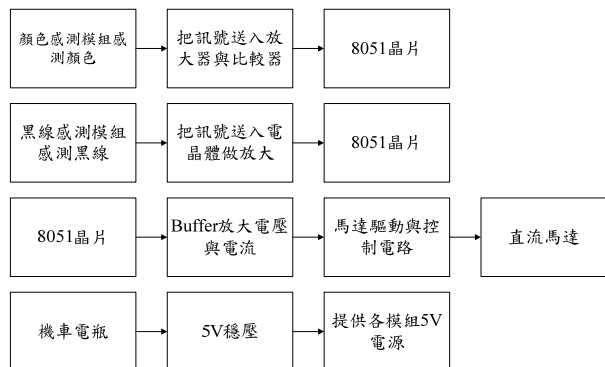 顏色感測模組感
測顏色
把訊號送入放
大器與比較器
8051晶片
黑線感測模組
感測黑線
把訊號送入電
晶體做放大
8051晶片
8051晶片
Buffer放大電壓
與電流
馬達驅動與控
制電路
直流馬達
機車電瓶
5V穩壓
提供各模組5V
電源